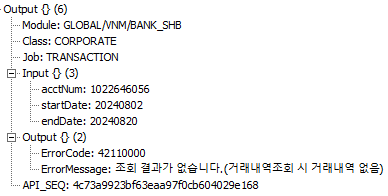 Output {} (6)
Module: GLOBAL/VNM/BANK_SHB
Class: CORPORATE
Job: TRANSACTION
Input {} (3)
acctNum: 1022646056
startDate: 20240802
endDate: 20240820
Output {} (2)
ErrorCode: 42110000
ErrorMessage: 조회 결과가 없습니다.(거래내역조회 시 거래내역 없음)
API_SEQ: 4c73a9923bf63eaa97f0cb604029e168